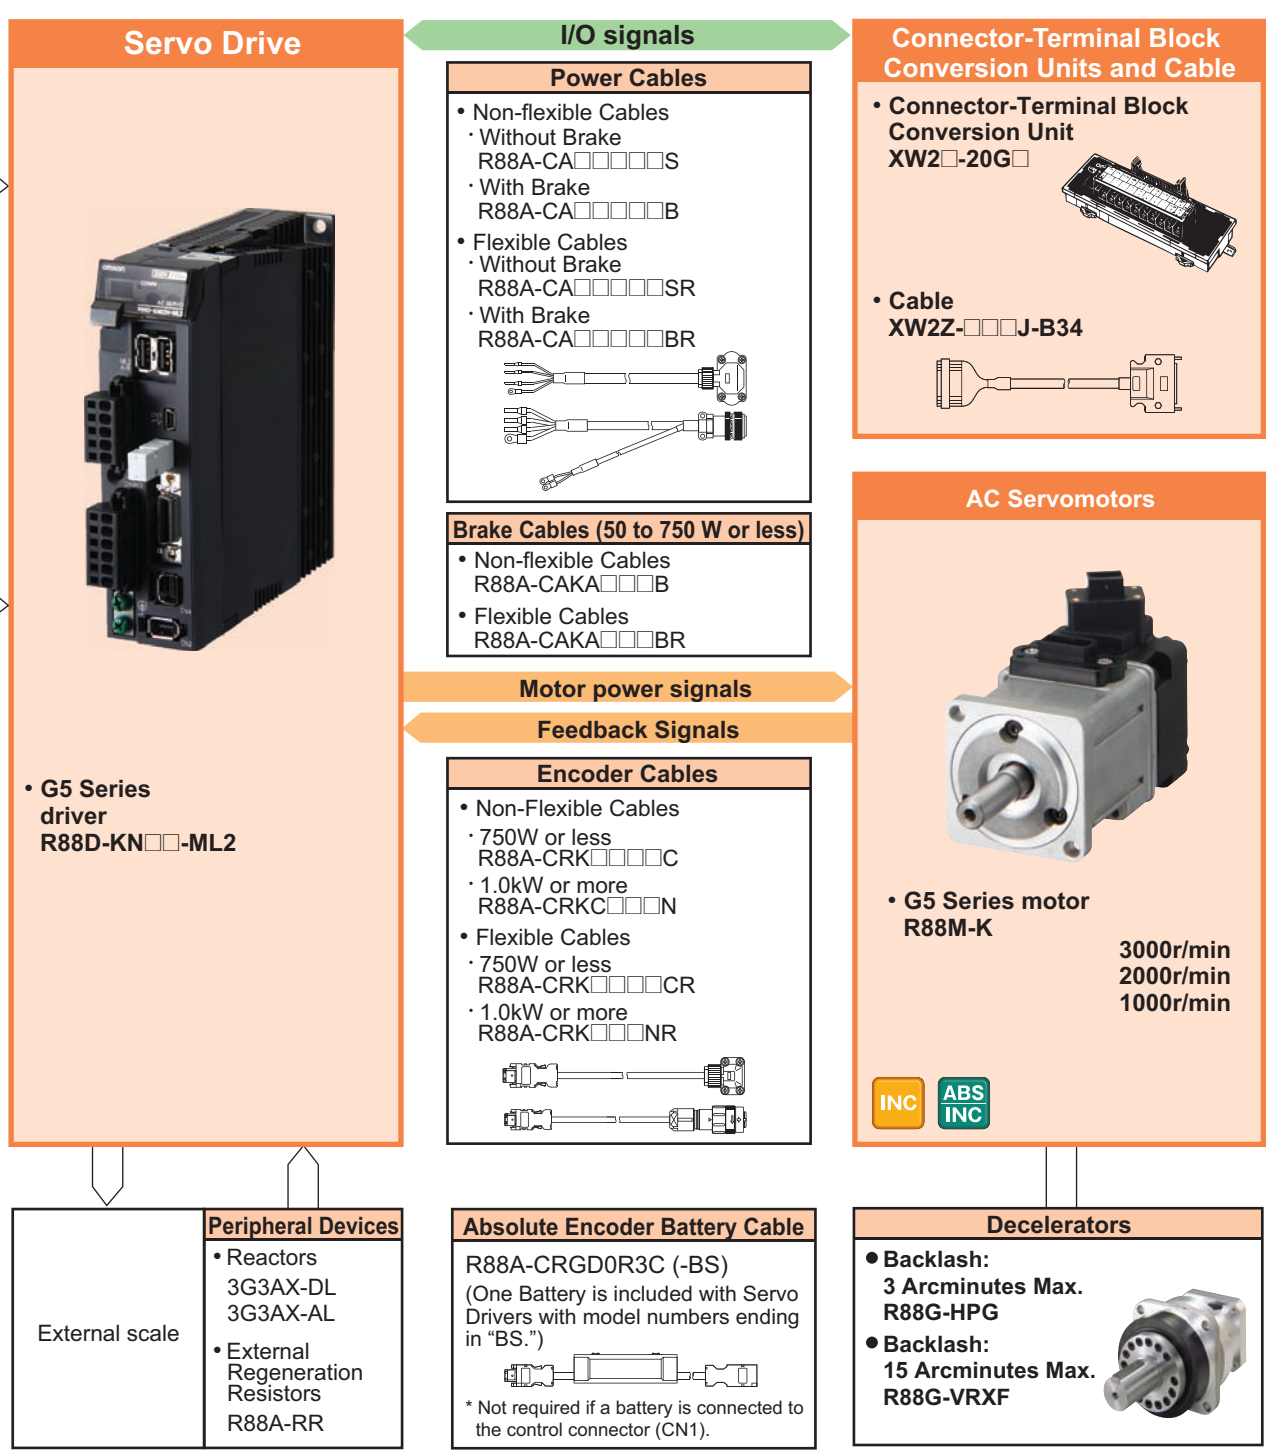 Servo Drive
• G5 Series
driver
R88D-KN□□-ML2
I/O signals
Power Cables
• Non-flexible Cables
· Without Brake
R88A-CA□□□□□S
· With Brake
R88A-CA□□□□□B
• Flexible Cables
· Without Brake
R88A-CA□□□□□SR
· With Brake
R88A-CA□□□□□BR
Brake Cables (50 to 750 W or less)
• Non-flexible Cables
R88A-CAKA□□□B
• Flexible Cables
R88A-CAKA□□□BR
Motor power signals
Feedback Signals
Encoder Cables
• Non-Flexible Cables
· 750W or less
R88A-CRK□□□□C
· 1.0kW or more
R88A-CRKC□□□N
• Flexible Cables
· 750W or less
R88A-CRK□□□□CR
· 1.0kW or more
R88A-CRK□□□NR
Connector-Terminal Block
Conversion Units and Cable
• Connector-Terminal Block
Conversion Unit
XW2□-20G□
• Cable
XW2Z-□□□J-B34
AC Servomotors
• G5 Series motor
R88M-K
3000r/min
2000r/min
1000r/min
INC
ABS
INC
External scale
Peripheral Devices
• Reactors
3G3AX-DL
3G3AX-AL
• External
Regeneration
Resistors
R88A-RR
Absolute Encoder Battery Cable
R88A-CRGD0R3C (-BS)
(One Battery is included with Servo
Drivers with model numbers ending
in “BS.”)
* Not required if a battery is connected to
the control connector (CN1).
Decelerators
● Backlash:
3 Arcminutes Max.
R88G-HPG
● Backlash:
15 Arcminutes Max.
R88G-VRXF